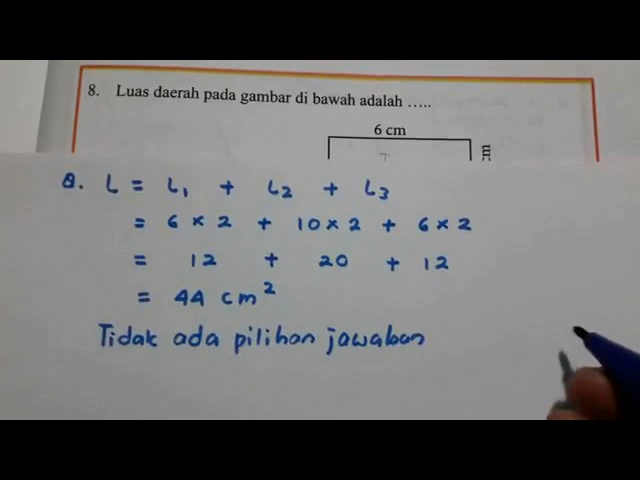 8. Luas daerah pada gambar di bawah adalah .....
6 cm
8. L = L1 + L2 + L3
= 6 × 2 + 10 × 2 + 6 × 2
= 12 + 20 + 12
= 44 cm²
Tidak ada pilihan jawaban